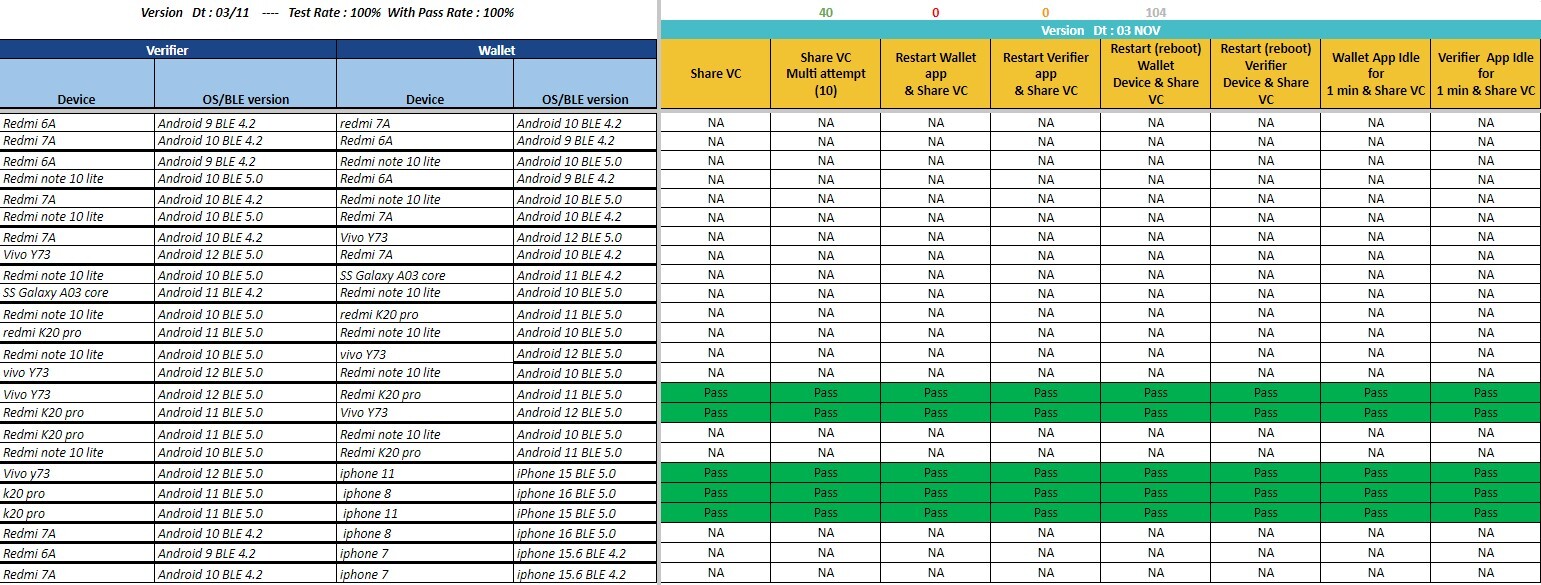 Version Dt : 03/11 ---- Test Rate : 100% With Pass Rate : 100%
40 0 0 104
Version Dt : 03 NOV
Verifier Wallet
Device OS/BLE version Device OS/BLE version
Share VC
Share VC
Multi attempt
(10)
Restart Wallet
app
& Share VC
Restart Verifier
app
& Share VC
Restart (reboot)
Wallet
Device & Share
VC
Restart (reboot)
Verifier
Device & Share
VC
Wallet App Idle
for
1 min & Share VC
Verifier App Idle
for
1 min & Share VC
Redmi 6A Android 9 BLE 4.2 redmi 7A Android 10 BLE 4.2 NA NA NA NA NA NA NA NA
Redmi 7A Android 10 BLE 4.2 Redmi 6A Android 9 BLE 4.2 NA NA NA NA NA NA NA NA
Redmi 6A Android 9 BLE 4.2 Redmi note 10 lite Android 10 BLE 5.0 NA NA NA NA NA NA NA NA
Redmi note 10 lite Android 10 BLE 5.0 Redmi 6A Android 9 BLE 4.2 NA NA NA NA NA NA NA NA
Redmi 7A Android 10 BLE 4.2 Redmi note 10 lite Android 10 BLE 5.0 NA NA NA NA NA NA NA NA
Redmi note 10 lite Android 10 BLE 5.0 Redmi 7A Android 10 BLE 4.2 NA NA NA NA NA NA NA NA
Redmi 7A Android 10 BLE 4.2 Vivo Y73 Android 12 BLE 5.0 NA NA NA NA NA NA NA NA
Vivo Y73 Android 12 BLE 5.0 Redmi 7A Android 10 BLE 4.2 NA NA NA NA NA NA NA NA
Redmi note 10 lite Android 10 BLE 5.0 SS Galaxy A03 core Android 11 BLE 4.2 NA NA NA NA NA NA NA NA
SS Galaxy A03 core Android 11 BLE 4.2 Redmi note 10 lite Android 10 BLE 5.0 NA NA NA NA NA NA NA NA
Redmi note 10 lite Android 10 BLE 5.0 redmi K20 pro Android 11 BLE 5.0 NA NA NA NA NA NA NA NA
redmi K20 pro Android 11 BLE 5.0 Redmi note 10 lite Android 10 BLE 5.0 NA NA NA NA NA NA NA NA
Redmi note 10 lite Android 10 BLE 5.0 vivo Y73 Android 12 BLE 5.0 NA NA NA NA NA NA NA NA
vivo Y73 Android 12 BLE 5.0 Redmi note 10 lite Android 10 BLE 5.0 NA NA NA NA NA NA NA NA
Vivo Y73 Android 12 BLE 5.0 Redmi K20 pro Android 11 BLE 5.0 Pass Pass Pass Pass Pass Pass Pass Pass
Redmi K20 pro Android 11 BLE 5.0 Vivo Y73 Android 12 BLE 5.0 Pass Pass Pass Pass Pass Pass Pass Pass
Redmi K20 pro Android 11 BLE 5.0 Redmi note 10 lite Android 10 BLE 5.0 NA NA NA NA NA NA NA NA
Redmi note 10 lite Android 10 BLE 5.0 Redmi K20 pro Android 11 BLE 5.0 NA NA NA NA NA NA NA NA
Vivo y73 Android 12 BLE 5.0 iphone 11 iPhone 15 BLE 5.0 Pass Pass Pass Pass Pass Pass Pass Pass
k20 pro Android 11 BLE 5.0 iphone 8 iphone 16 BLE 5.0 Pass Pass Pass Pass Pass Pass Pass Pass
k20 pro Android 11 BLE 5.0 iphone 11 iPhone 15 BLE 5.0 Pass Pass Pass Pass Pass Pass Pass Pass
Redmi 7A Android 10 BLE 4.2 iphone 8 iphone 16 BLE 5.0 NA NA NA NA NA NA NA NA
Redmi 6A Android 9 BLE 4.2 iphone 7 iphone 15.6 BLE 4.2 NA NA NA NA NA NA NA NA
Redmi 7A Android 10 BLE 4.2 iphone 7 iphone 15.6 BLE 4.2 NA NA NA NA NA NA NA NA